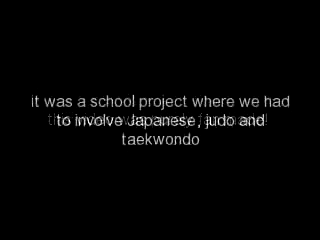 it was a school project where we had
to involve Japanese, judo and
taekwondo